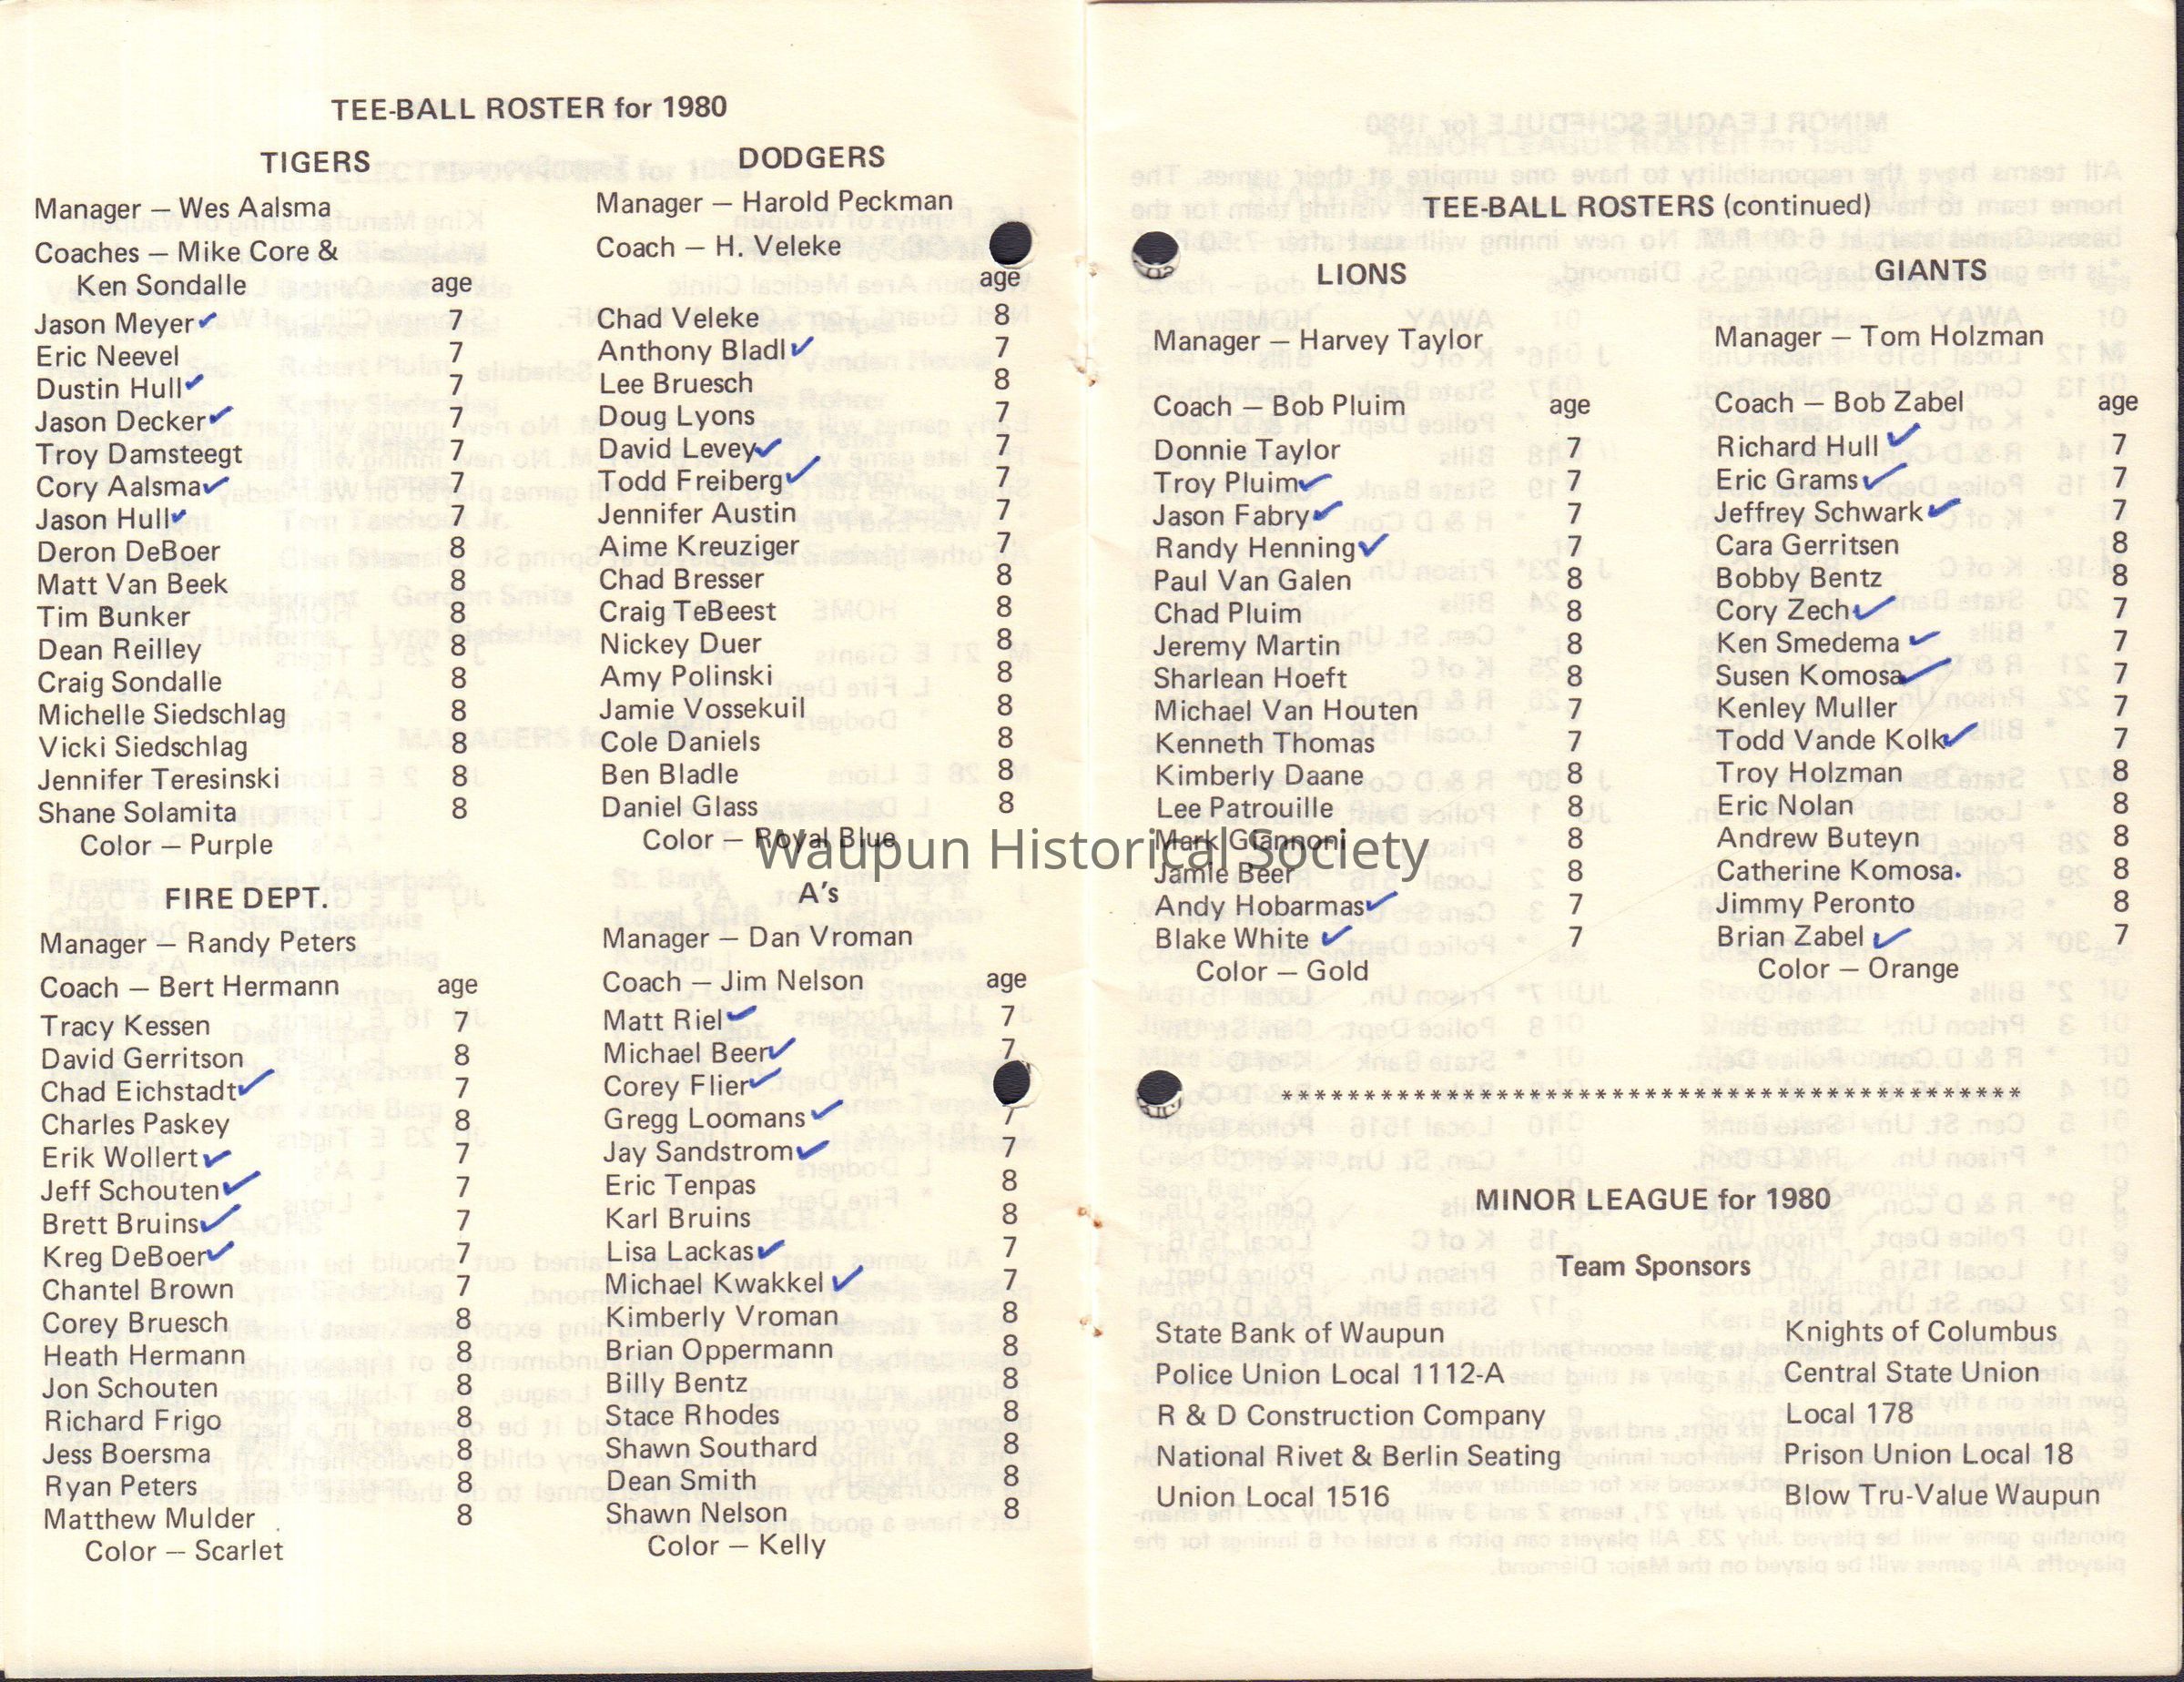 TEE-BALL ROSTER for 1980
TIGERS
Manager — Wes Aalsma
Coaches — Mike Core &
Ken Sondalle age
Jason Meyer 7
Eric Neevel 7
Dustin Hull 7
Jason Decker 7
Troy Damsteegt 7
Cory Aalsma 7
Jason Hull 7
Deron DeBoer 8
Matt Van Beek 8
Tim Bunker 8
Dean Reilley 8
Craig Sondalle 8
Michelle Siedschlag 8
Vicki Siedschlag 8
Jennifer Teresinski 8
Shane Solamita 8
Color — Purple
DODGERS
Manager — Harold Peckman
Coach — H. Veleke
age
Chad Veleke 8
Anthony Bladl 7
Lee Bruesch 8
Doug Lyons 7
David Levey 7
Todd Freiberg 7
Jennifer Austin 7
Aime Kreuziger 7
Chad Bresser 8
Craig TeBeest 8
Nickey Duer 8
Amy Polinski 8
Jamie Vossekuil 8
Cole Daniels 8
Ben Bladle 8
Daniel Glass 8
Color — Royal Blue
FIRE DEPT.
Manager — Randy Peters
Coach — Bert Hermann age
Tracy Kessen 7
David Gerritson 8
Chad Eichstadt 7
Charles Paskey 8
Erik Wollert 7
Jeff Schouten 7
Brett Bruins 7
Kreg DeBoer 7
Chantel Brown 7
Corey Bruesch 8
Heath Hermann 8
Jon Schouten 8
Richard Frigo 8
Jess Boersma 8
Ryan Peters 8
Matthew Mulder 8
Color — Scarlet
A's
Manager — Dan Vroman
Coach — Jim Nelson age
Matt Riel 7
Michael Beer 7
Corey Flier
Gregg Loomans 7
Jay Sandstrom 7
Eric Tenpas 8
Karl Bruins 8
Lisa Lackas 7
Michael Kwakkel 7
Kimberly Vroman 8
Brian Oppermann 8
Billy Bentz 8
Stace Rhodes 8
Shawn Southard 8
Dean Smith 8
Shawn Nelson 8
Color — Kelly
TEE-BALL ROSTERS (continued)
LIONS
Manager — Harvey Taylor
Coach — Bob Pluim age
Donnie Taylor 7
Troy Pluim 7
Jason Fabry 7
Randy Henning 7
Paul Van Galen 8
Chad Pluim 8
Jeremy Martin 8
Sharlean Hoeft 8
Michael Van Houten 7
Kenneth Thomas 7
Kimberly Daane 8
Lee Patrouille 8
Mark Giannoni 8
Jamie Beer 8
Andy Hobarmas 7
Blake White 7
Color — Gold
GIANTS
Manager — Tom Holzman
Coach — Bob Zabel age
Richard Hull 7
Eric Grams 7
Jeffrey Schwark 7
Cara Gerritsen 8
Bobby Bentz 8
Cory Zech 7
Ken Smedema 7
Susen Komosa 7
Kenley Muller 7
Todd Vande Kolk 7
Troy Holzman 8
Eric Nolan 8
Andrew Buteyn 8
Catherine Komosa. 8
Jimmy Peronto 8
Brian Zabel 7
Color — Orange
Waupun Historical Society
*********************************************
MINOR LEAGUE for 1980
Team Sponsors
State Bank of Waupun
Police Union Local 1112-A
R & D Construction Company
National Rivet & Berlin Seating
Union Local 1516
Knights of Columbus
Central State Union
Local 178
Prison Union Local 18
Blow Tru-Value Waupun